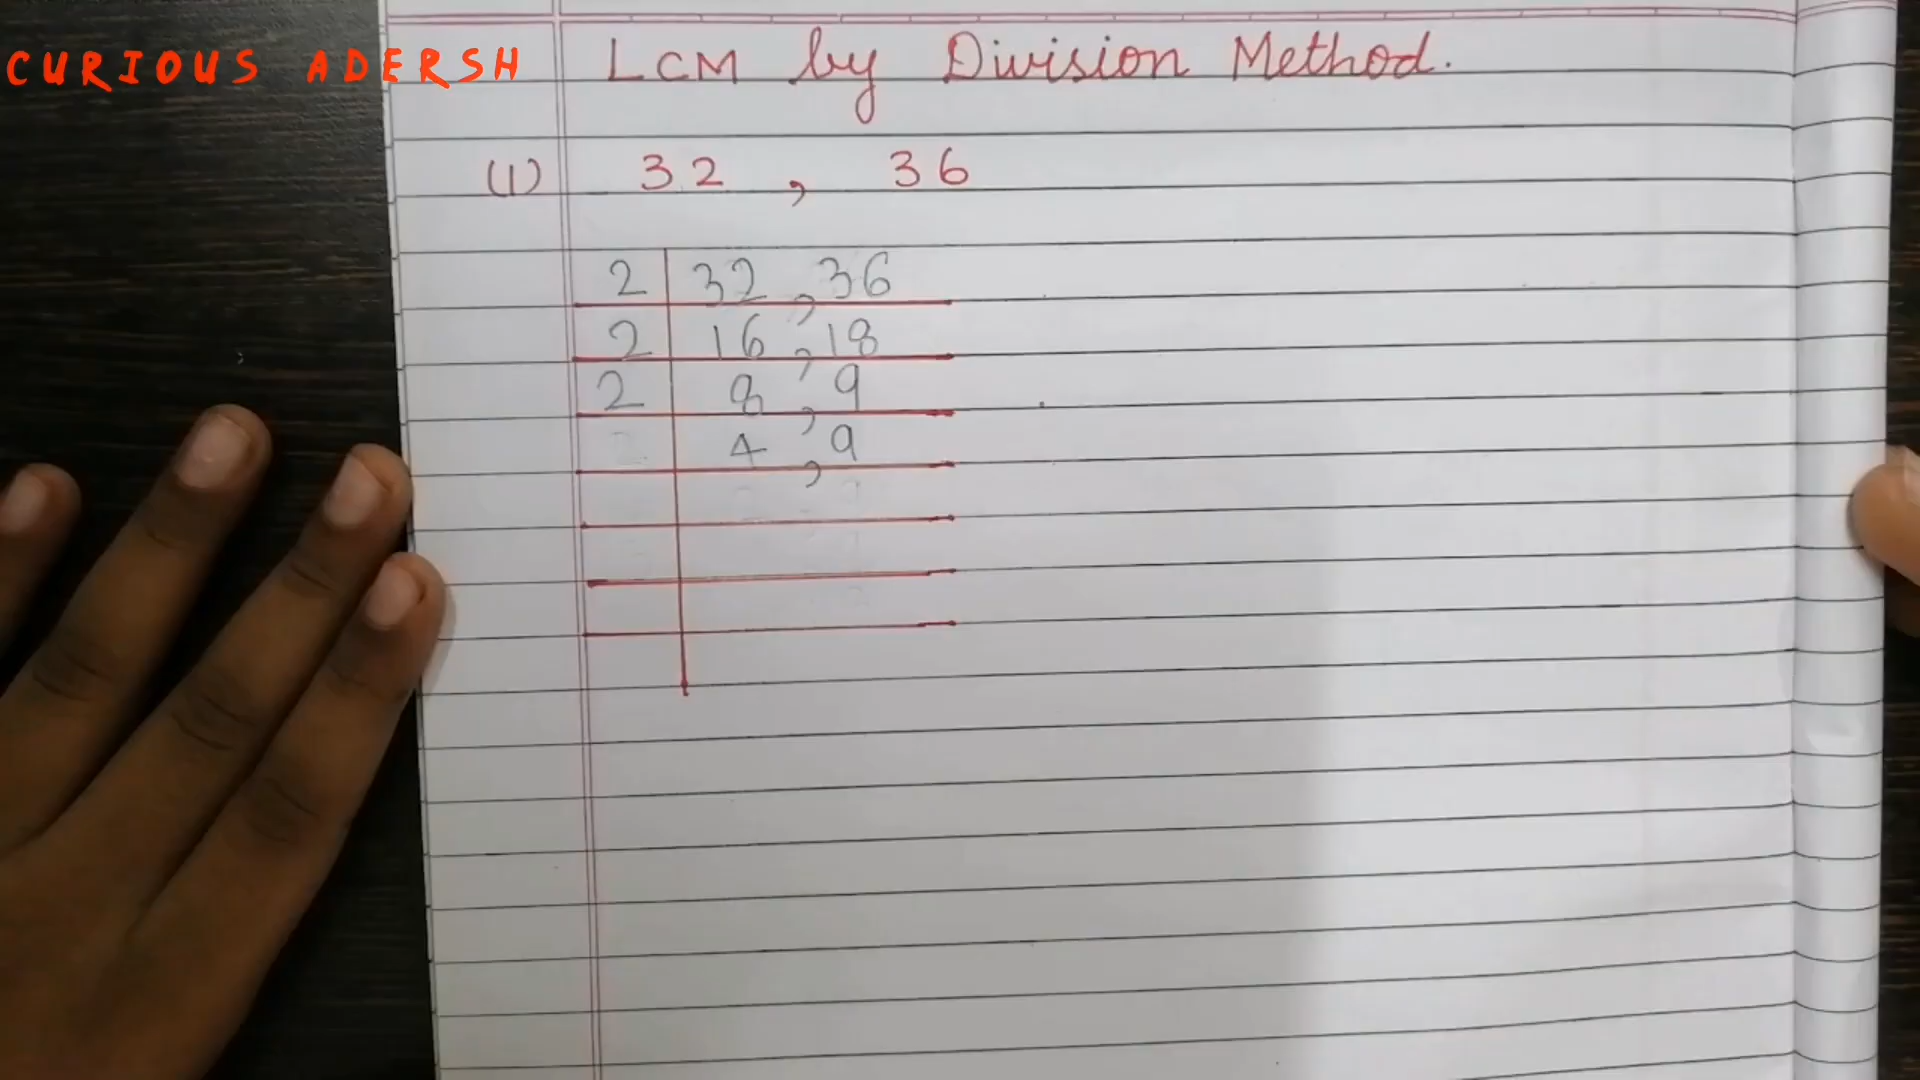 CURIOUS ADERSH
LCM by Division Method.
(1) 32 , 36
2 32 , 36
2 16 , 18
2 8 , 9
4 , 9